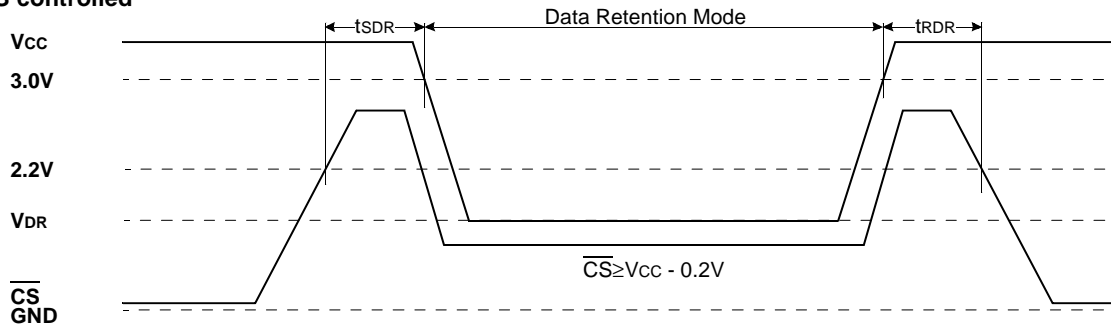 controlled
tSDR Data Retention Mode tRDR
VCC
3.0V
2.2V
VDR
CS≥VCC - 0.2V
CS
GND